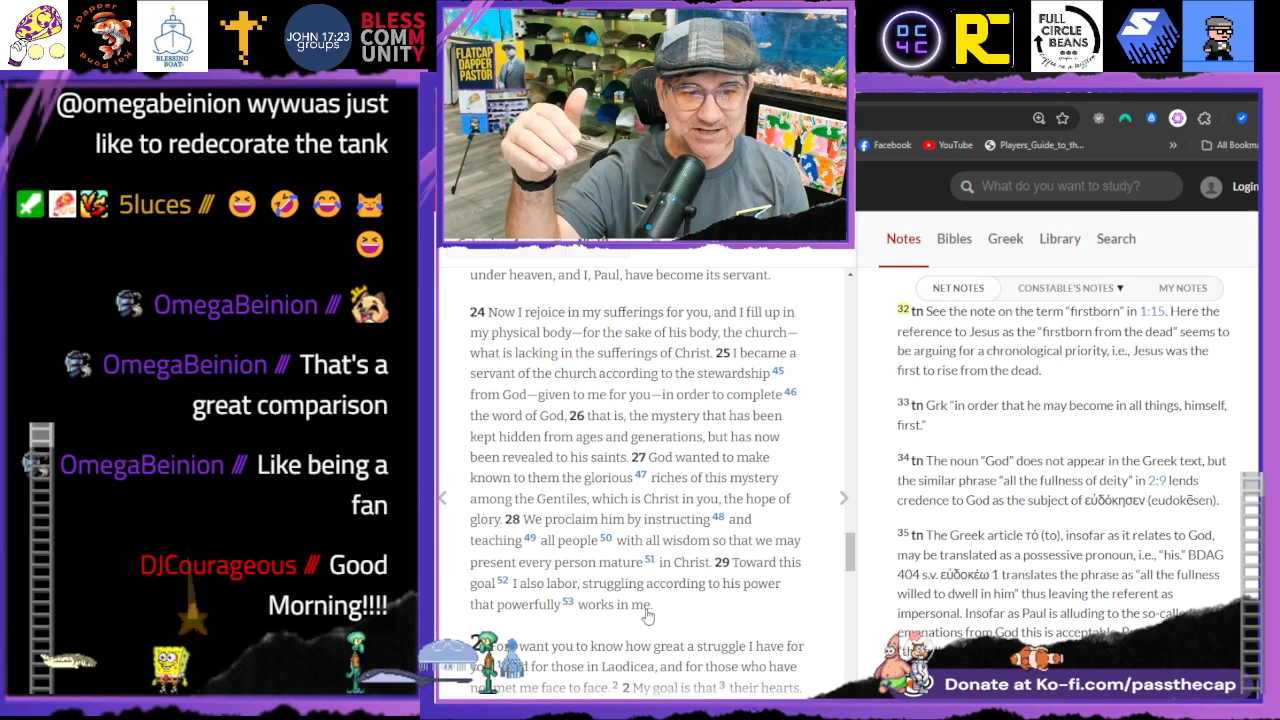 BLESSING
BOAT
JOHN 17:23
groups
BLESS
COMM
UNITY
FULL
CIRCLE
BEANS
@omegabeinion wywuas just
like to redecorate the tank
5luces ///
OmegaBeinion ///
OmegaBeinion /// That's a
great comparison
OmegaBeinion /// Like being a
fan
DJCourageous /// Good
Morning!!!!
FLATCAP
DAPPER
PASTOR
under heaven, and I, Paul, have become its servant.
24 Now I rejoice in my sufferings for you, and I fill up in
my physical body—for the sake of his body, the church—
what is lacking in the sufferings of Christ. 25 I became a
servant of the church according to the stewardship 45
from God—given to me for you—in order to complete 46
the word of God, 26 that is, the mystery that has been
kept hidden from ages and generations, but has now
been revealed to his saints. 27 God wanted to make
known to them the glorious 47 riches of this mystery
among the Gentiles, which is Christ in you, the hope of
glory. 28 We proclaim him by instructing 48 and
teaching 49 all people 50 with all wisdom so that we may
present every person mature 51 in Christ. 29 Toward this
goal 52 I also labor, struggling according to his power
that powerfully 53 works in me.
want you to know how great a struggle I have for
for those in Laodicea, and for those who have
met me face to face. 2 2 My goal is that 3 their hearts,
Facebook
YouTube
Players_Guide_to_th...
»
All Bookma
What do you want to study?
Login
Notes
Bibles
Greek
Library
Search
NET NOTES
CONSTABLE'S NOTES ▼
MY NOTES
32 tn See the note on the term “firstborn” in 1:15. Here the
reference to Jesus as the “firstborn from the dead” seems to
be arguing for a chronological priority, i.e., Jesus was the
first to rise from the dead.
33 tn Grk “in order that he may become in all things, himself,
first.”
34 tn The noun “God” does not appear in the Greek text, but
the similar phrase “all the fullness of deity” in 2:9 lends
credence to God as the subject of εὐδόκησεν (eudokēsen).
35 tn The Greek article τό (to), insofar as it relates to God,
may be translated as a possessive pronoun, i.e., “his.” BDAG
404 s.v. εὐδοκέω 1 translates the phrase as “all the fullness
willed to dwell in him” thus leaving the referent as
impersonal. Insofar as Paul is alluding to the so-called
emanations from God this is acceptable.
Donate at Ko-fi.com/passthecap